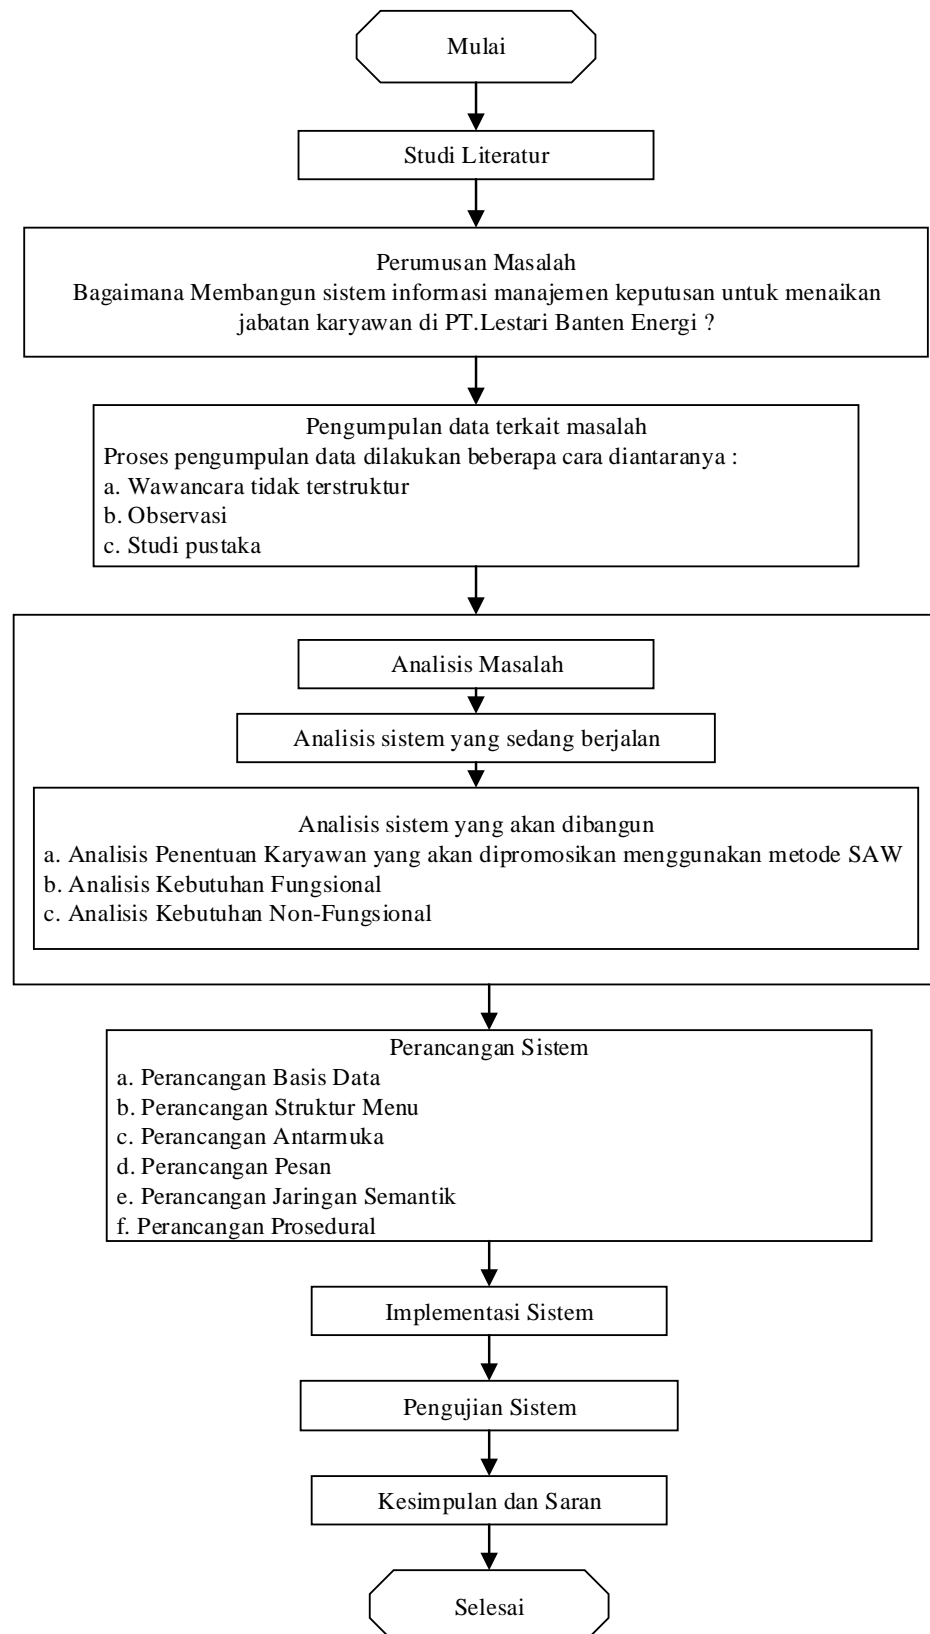 Mulai
Studi Literatur
Perumusan Masalah
Bagaimana Membangun sistem informasi manajemen keputusan untuk menaikan
jabatan karyawan di PT.Lestari Banten Energi ?
Pengumpulan data terkait masalah
Proses pengumpulan data dilakukan beberapa cara diantaranya :
a. Wawancara tidak terstruktur
b. Observasi
c. Studi pustaka
Analisis Masalah
Analisis sistem yang sedang berjalan
Analisis sistem yang akan dibangun
a. Analisis Penentuan Karyawan yang akan dipromosikan menggunakan metode SAW
b. Analisis Kebutuhan Fungsional
c. Analisis Kebutuhan Non-Fungsional
Perancangan Sistem
a. Perancangan Basis Data
b. Perancangan Struktur Menu
c. Perancangan Antarmuka
d. Perancangan Pesan
e. Perancangan Jaringan Semantik
f. Perancangan Prosedural
Implementasi Sistem
Pengujian Sistem
Kesimpulan dan Saran
Selesai